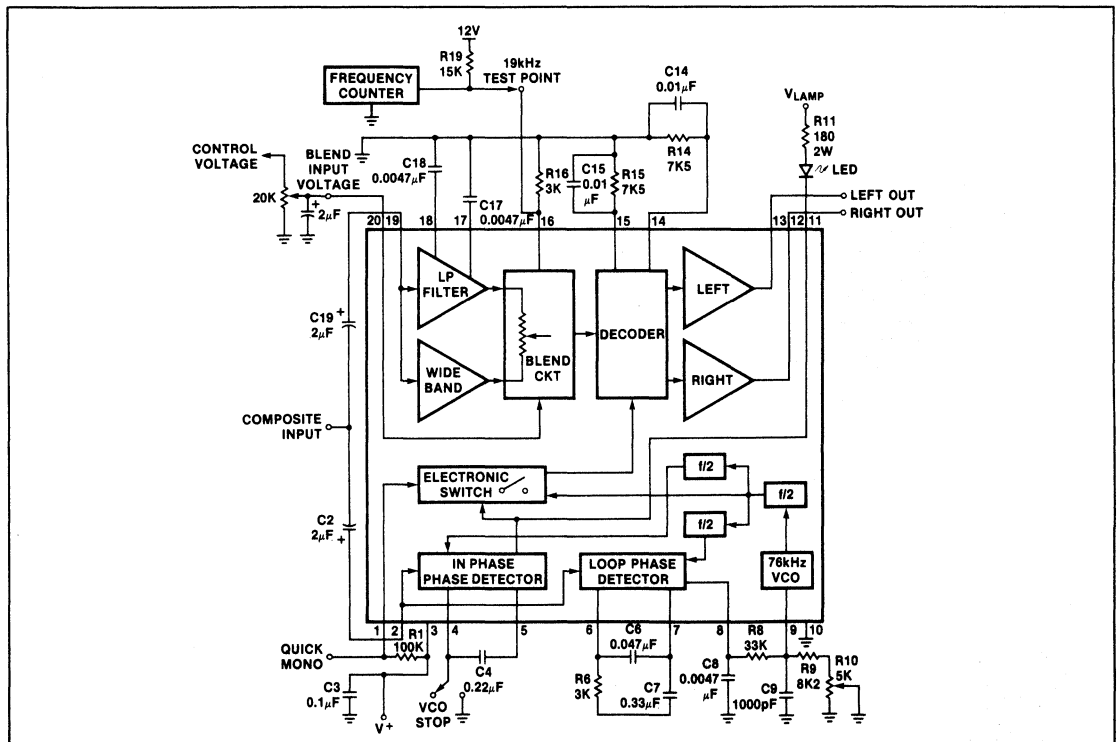 12V
R19
15K
19kHz
TEST POINT
FREQUENCY
COUNTER
C14
0.01μF
VLAMP
R11
180
2W
LED
CONTROL
VOLTAGE
BLEND
INPUT
VOLTAGE
20K
+
2μF
C18
0.0047μF
C17
0.0047μF
R16
3K
C15
0.01
μF
R15
7K5
R14
7K5
LEFT OUT
RIGHT OUT
20 19 18 17 16 15 14 13 12 11
LP
FILTER
LEFT
C19 +
2μF
BLEND
CKT
DECODER
WIDE
BAND
RIGHT
COMPOSITE
INPUT
ELECTRONIC
SWITCH
f/2
f/2
f/2
C2
2μF
+
IN PHASE
PHASE DETECTOR
LOOP PHASE
DETECTOR
76kHz
VCO
1 2 3 4 5 6 7 8 9 10
QUICK
MONO
R1
100K
C3
0.1μF
V+
VCO
STOP
C4
0.22μF
C6
0.047μF
R6
3K
C7
0.33μF
C8
0.0047
μF
R8
33K
C9
1000pF
R9
8K2
R10
5K